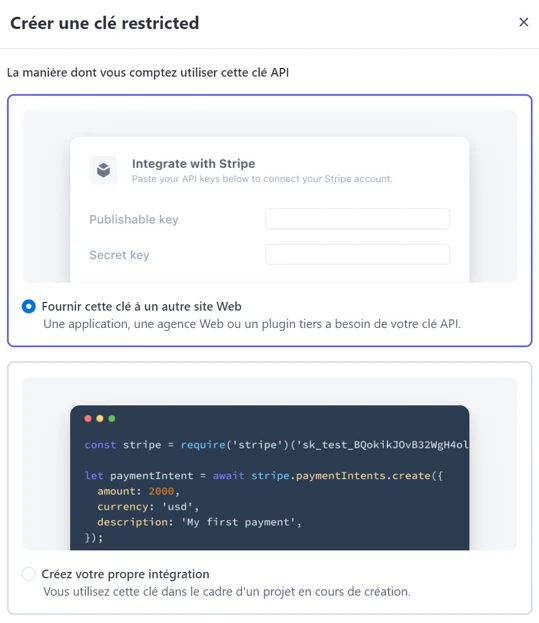 Créer une clé restricted
La manière dont vous comptez utiliser cette clé API
Integrate with Stripe
Paste your API keys below to connect your Stripe account.
Publishable key
Secret key
Fournir cette clé à un autre site Web
Une application, une agence Web ou un plugin tiers a besoin de votre clé API.
const stripe = require('stripe')('sk_test_BQokikJOvB32WgH4ol
let paymentIntent = await stripe.paymentIntents.create({
amount: 2000,
currency: 'usd',
description: 'My first payment',
});
Créez votre propre intégration
Vous utilisez cette clé dans le cadre d'un projet en cours de création.